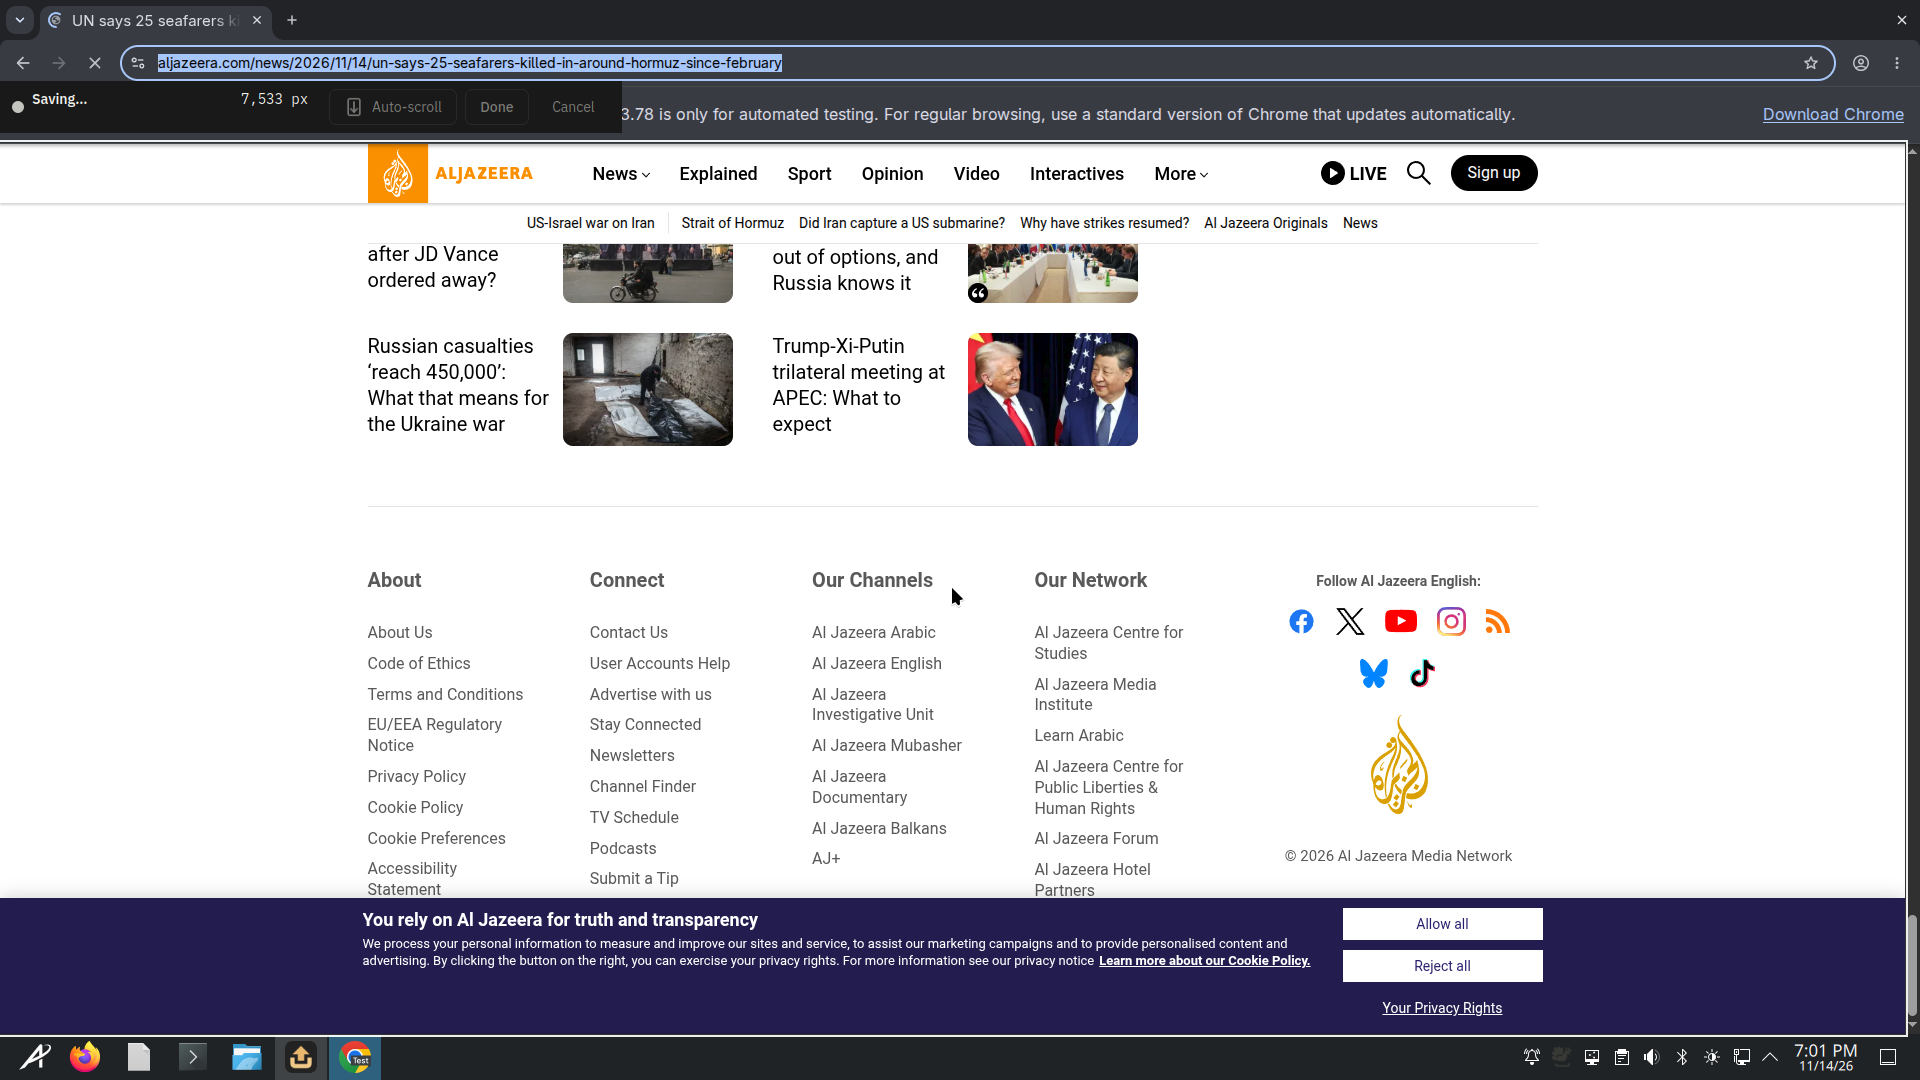 UN says 25 seafarers ki
aljazeera.com/news/2026/11/14/un-says-25-seafarers-killed-in-around-hormuz-since-february
Saving...
7,533 px
Auto-scroll
Done
Cancel
3.78 is only for automated testing. For regular browsing, use a standard version of Chrome that updates automatically.
Download Chrome
ALJAZEERA
News
Explained
Sport
Opinion
Video
Interactives
More
LIVE
Sign up
US-Israel war on Iran
Strait of Hormuz
Did Iran capture a US submarine?
Why have strikes resumed?
Al Jazeera Originals
News
after JD Vance
ordered away?
out of options, and
Russia knows it
Russian casualties
‘reach 450,000’:
What that means for
the Ukraine war
Trump-Xi-Putin
trilateral meeting at
APEC: What to
expect
About
About Us
Code of Ethics
Terms and Conditions
EU/EEA Regulatory
Notice
Privacy Policy
Cookie Policy
Cookie Preferences
Accessibility
Statement
Connect
Contact Us
User Accounts Help
Advertise with us
Stay Connected
Newsletters
Channel Finder
TV Schedule
Podcasts
Submit a Tip
Our Channels
Al Jazeera Arabic
Al Jazeera English
Al Jazeera
Investigative Unit
Al Jazeera Mubasher
Al Jazeera
Documentary
Al Jazeera Balkans
AJ+
Our Network
Al Jazeera Centre for
Studies
Al Jazeera Media
Institute
Learn Arabic
Al Jazeera Centre for
Public Liberties &
Human Rights
Al Jazeera Forum
Al Jazeera Hotel
Partners
Follow Al Jazeera English:
© 2026 Al Jazeera Media Network
You rely on Al Jazeera for truth and transparency
We process your personal information to measure and improve our sites and service, to assist our marketing campaigns and to provide personalised content and
advertising. By clicking the button on the right, you can exercise your privacy rights. For more information see our privacy notice Learn more about our Cookie Policy.
Allow all
Reject all
Your Privacy Rights
Test
7:01 PM
11/14/26